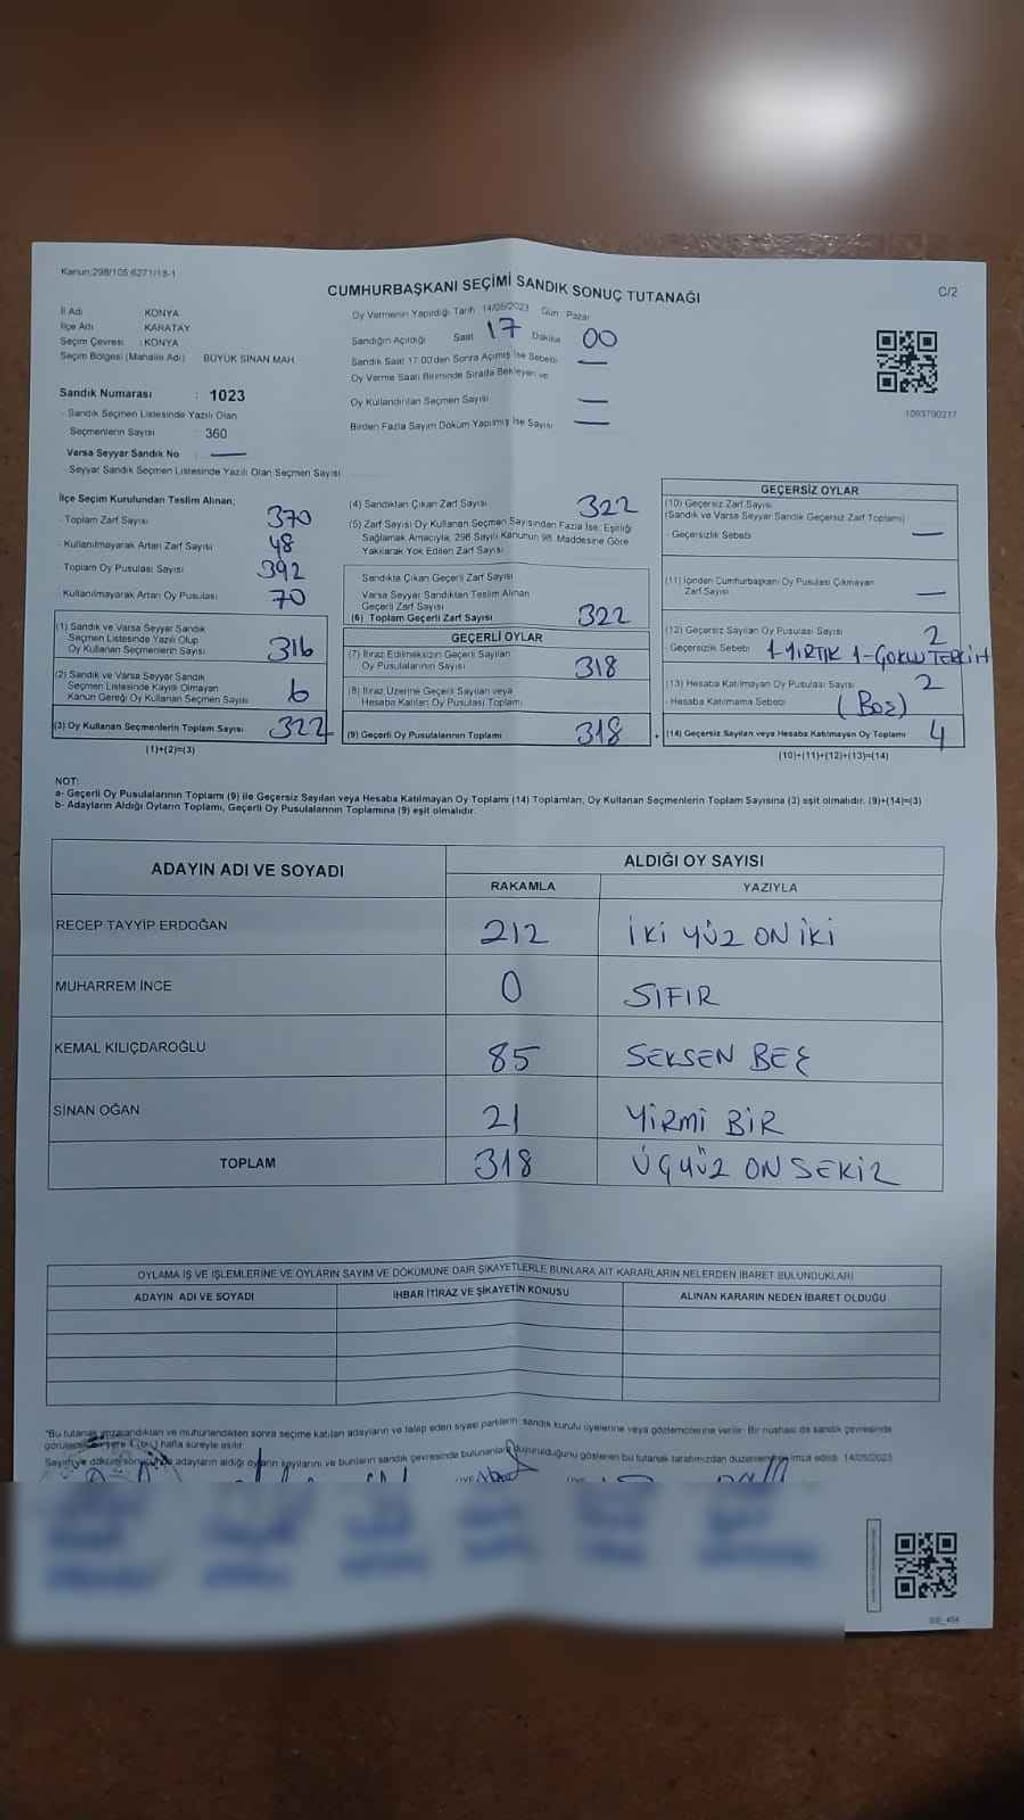 Kanun:298/105:6271/18-1
CUMHURBAŞKANI SEÇİMİ SANDIK SONUÇ TUTANAĞI
C/2
İl Adı KONYA
İlçe Adı KARATAY
Seçim Çevresi : KONYA
Seçim Bölgesi (Mahalle Adı) BÜYÜK SİNAN MAH.
Sandık Numarası : 1023
Sandık Seçmen Listesinde Yazılı Olan
Seçmenlerin Sayısı 360
Varsa Seyyar Sandık No —
Seyyar Sandık Seçmen Listesinde Yazılı Olan Seçmen Sayısı
Oy Vermenin Yapıldığı Tarih 14/05/2023 Gün : Pazar
Sandığın Açıldığı Saat 17 Dakika 00
Sandık Saat 17.00'den Sonra Açılmış İse Sebebi —
Oy Verme Saati Bitiminde Sırada Bekleyen ve
Oy Kullandırılan Seçmen Sayısı —
Birden Fazla Sayım Döküm Yapılmış İse Sayısı —
1093790217
İlçe Seçim Kurulundan Teslim Alınan;
Toplam Zarf Sayısı 370
Kullanılmayarak Artan Zarf Sayısı 48
Toplam Oy Pusulası Sayısı 392
Kullanılmayarak Artan Oy Pusulası 70
(1) Sandık ve Varsa Seyyar Sandık
Seçmen Listesinde Yazılı Olup
Oy Kullanan Seçmenlerin Sayısı 316
(2) Sandık ve Varsa Seyyar Sandık
Seçmen Listesinde Kayıtlı Olmayan
Kanun Gereği Oy Kullanan Seçmen Sayısı 6
(3) Oy Kullanan Seçmenlerin Toplam Sayısı 322
(1)+(2)=(3)
(4) Sandıktan Çıkan Zarf Sayısı 322
(5) Zarf Sayısı Oy Kullanan Seçmen Sayısından Fazla İse; Eşitliği
Sağlamak Amacıyla, 298 Sayılı Kanunun 98. Maddesine Göre
Yakılarak Yok Edilen Zarf Sayısı
Sandıkta Çıkan Geçerli Zarf Sayısı
Varsa Seyyar Sandıktan Teslim Alınan
Geçerli Zarf Sayısı
(6) Toplam Geçerli Zarf Sayısı 322
GEÇERLİ OYLAR
(7) İtiraz Edilmeksizin Geçerli Sayılan
Oy Pusulalarının Sayısı 318
(8) İtiraz Üzerine Geçerli Sayılan veya
Hesaba Katılan Oy Pusulası Toplamı
(9) Geçerli Oy Pusulalarının Toplamı 318
GEÇERSİZ OYLAR
(10) Geçersiz Zarf Sayısı
(Sandık ve Varsa Seyyar Sandık Geçersiz Zarf Toplamı)
Geçersizlik Sebebi —
(11) İçinden Cumhurbaşkanı Oy Pusulası Çıkmayan
Zarf Sayısı —
(12) Geçersiz Sayılan Oy Pusulası Sayısı 2
Geçersizlik Sebebi 1-YIRTIK 1-ÇOKLU TERCİH
(13) Hesaba Katılmayan Oy Pusulası Sayısı 2
Hesaba Katılmama Sebebi (Boş)
(14) Geçersiz Sayılan veya Hesaba Katılmayan Oy Toplamı 4
(10)+(11)+(12)+(13)=(14)
NOT:
a- Geçerli Oy Pusulalarının Toplamı (9) ile Geçersiz Sayılan veya Hesaba Katılmayan Oy Toplamı (14) Toplamları; Oy Kullanan Seçmenlerin Toplam Sayısına (3) eşit olmalıdır. (9)+(14)=(3)
b- Adayların Aldığı Oyların Toplamı, Geçerli Oy Pusulalarının Toplamına (9) eşit olmalıdır.
ADAYIN ADI VE SOYADI ALDIĞI OY SAYISI
RAKAMLA YAZIYLA
RECEP TAYYİP ERDOĞAN 212 İKİ YÜZ ON İKİ
MUHARREM İNCE 0 SIFIR
KEMAL KILIÇDAROĞLU 85 SEKSEN BEŞ
SİNAN OĞAN 21 YİRMİ BİR
TOPLAM 318 ÜÇYÜZ ON SEKİZ
OYLAMA İŞ VE İŞLEMLERİNE VE OYLARIN SAYIM VE DÖKÜMÜNE DAİR ŞİKAYETLERLE BUNLARA AİT KARARLARIN NELERDEN İBARET BULUNDUKLARI
ADAYIN ADI VE SOYADI İHBAR İTİRAZ VE ŞİKAYETİN KONUSU ALINAN KARARIN NEDEN İBARET OLDUĞU
"Bu tutanak imzalandıktan ve mühürlendikten sonra seçime katılan adayların ve talep eden siyasi partilerin sandık kurulu üyelerine veya gözlemcilerine verilir. Bir nüshası da sandık çevresinde
görülecek yere 1 (bir) hafta süreyle asılır.
adayların aldığı oyların sayılarını ve bunların sandık çevresinde bulunanlara duyurulduğunu gösteren bu tutanak tarafımızdan düzenlenip imza edildi. 14/05/2023